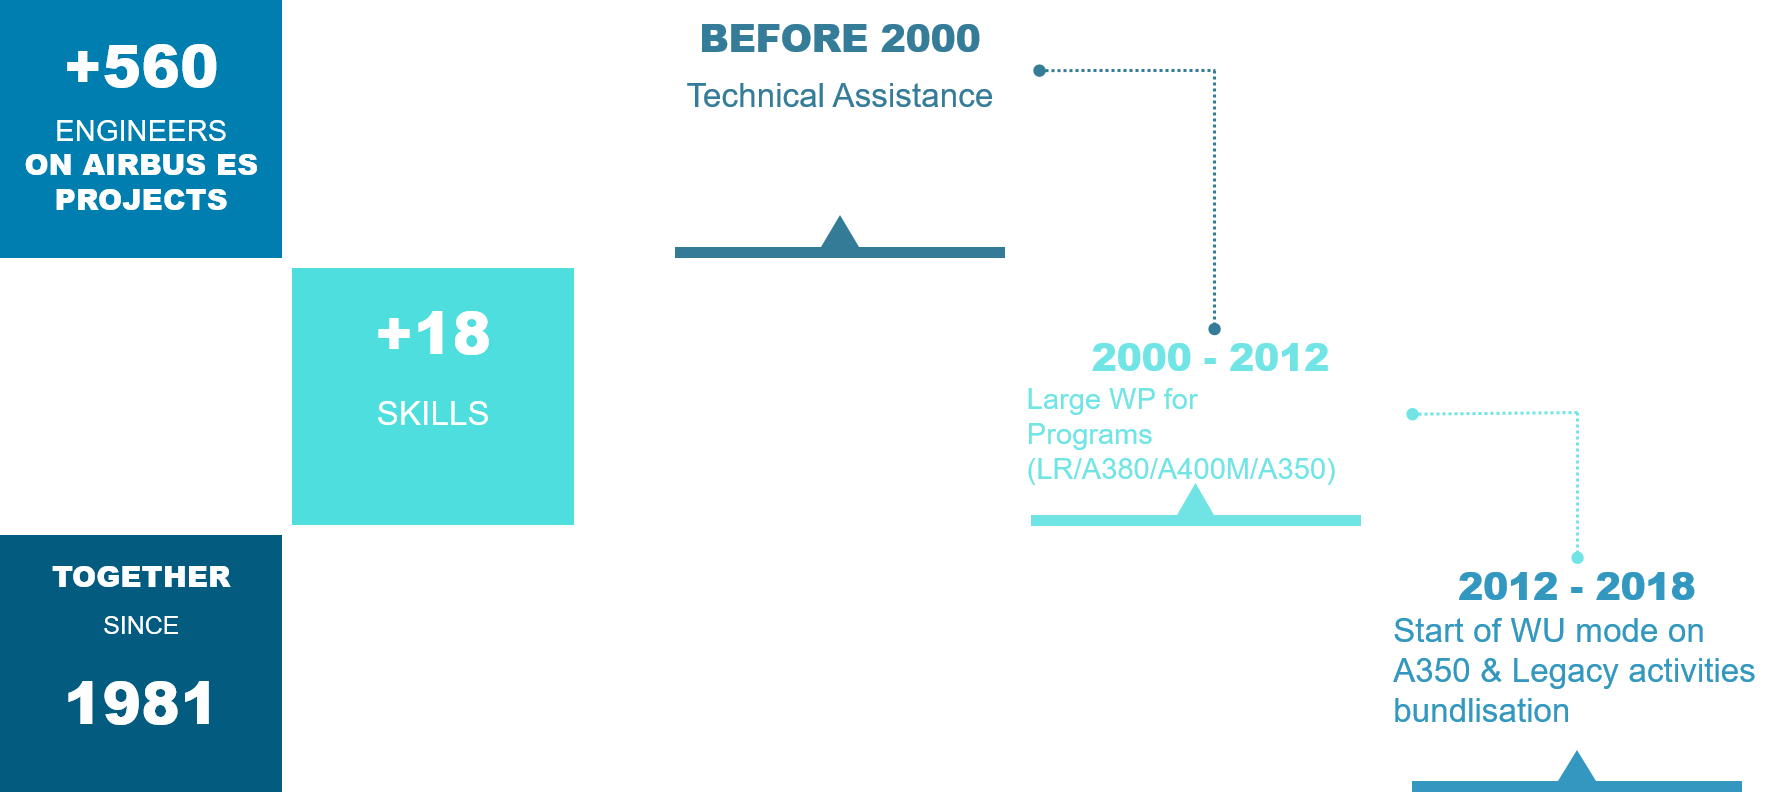 +560
ENGINEERS
ON AIRBUS ES
PROJECTS
+18
SKILLS
TOGETHER
SINCE
1981
BEFORE 2000
Technical Assistance
2000 - 2012
Large WP for
Programs
(LR/A380/A400M/A350)
2012 - 2018
Start of WU mode on
A350 & Legacy activities
bundlisation